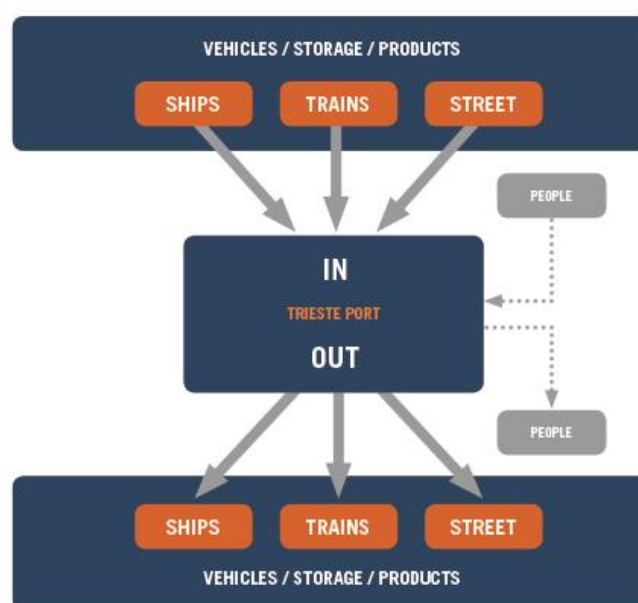 VEHICLES / STORAGE / PRODUCTS
SHIPS TRAINS STREET
PEOPLE
IN
TRIESTE PORT
OUT
PEOPLE
SHIPS TRAINS STREET
VEHICLES / STORAGE / PRODUCTS